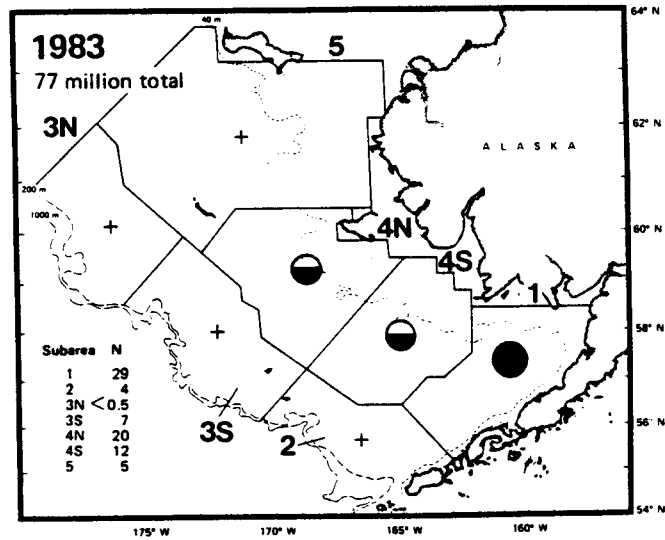 1983
77 million total
40 m
5
64° N
3N
62° N
ALASKA
200 m
1000 m
4N
60° N
4S
1
58° N
Subarea N
1 29
2 4
3N <0.5
3S 7
4N 20
4S 12
5 5
3S
2
56° N
54° N
175° W
170° W
165° W
160° W